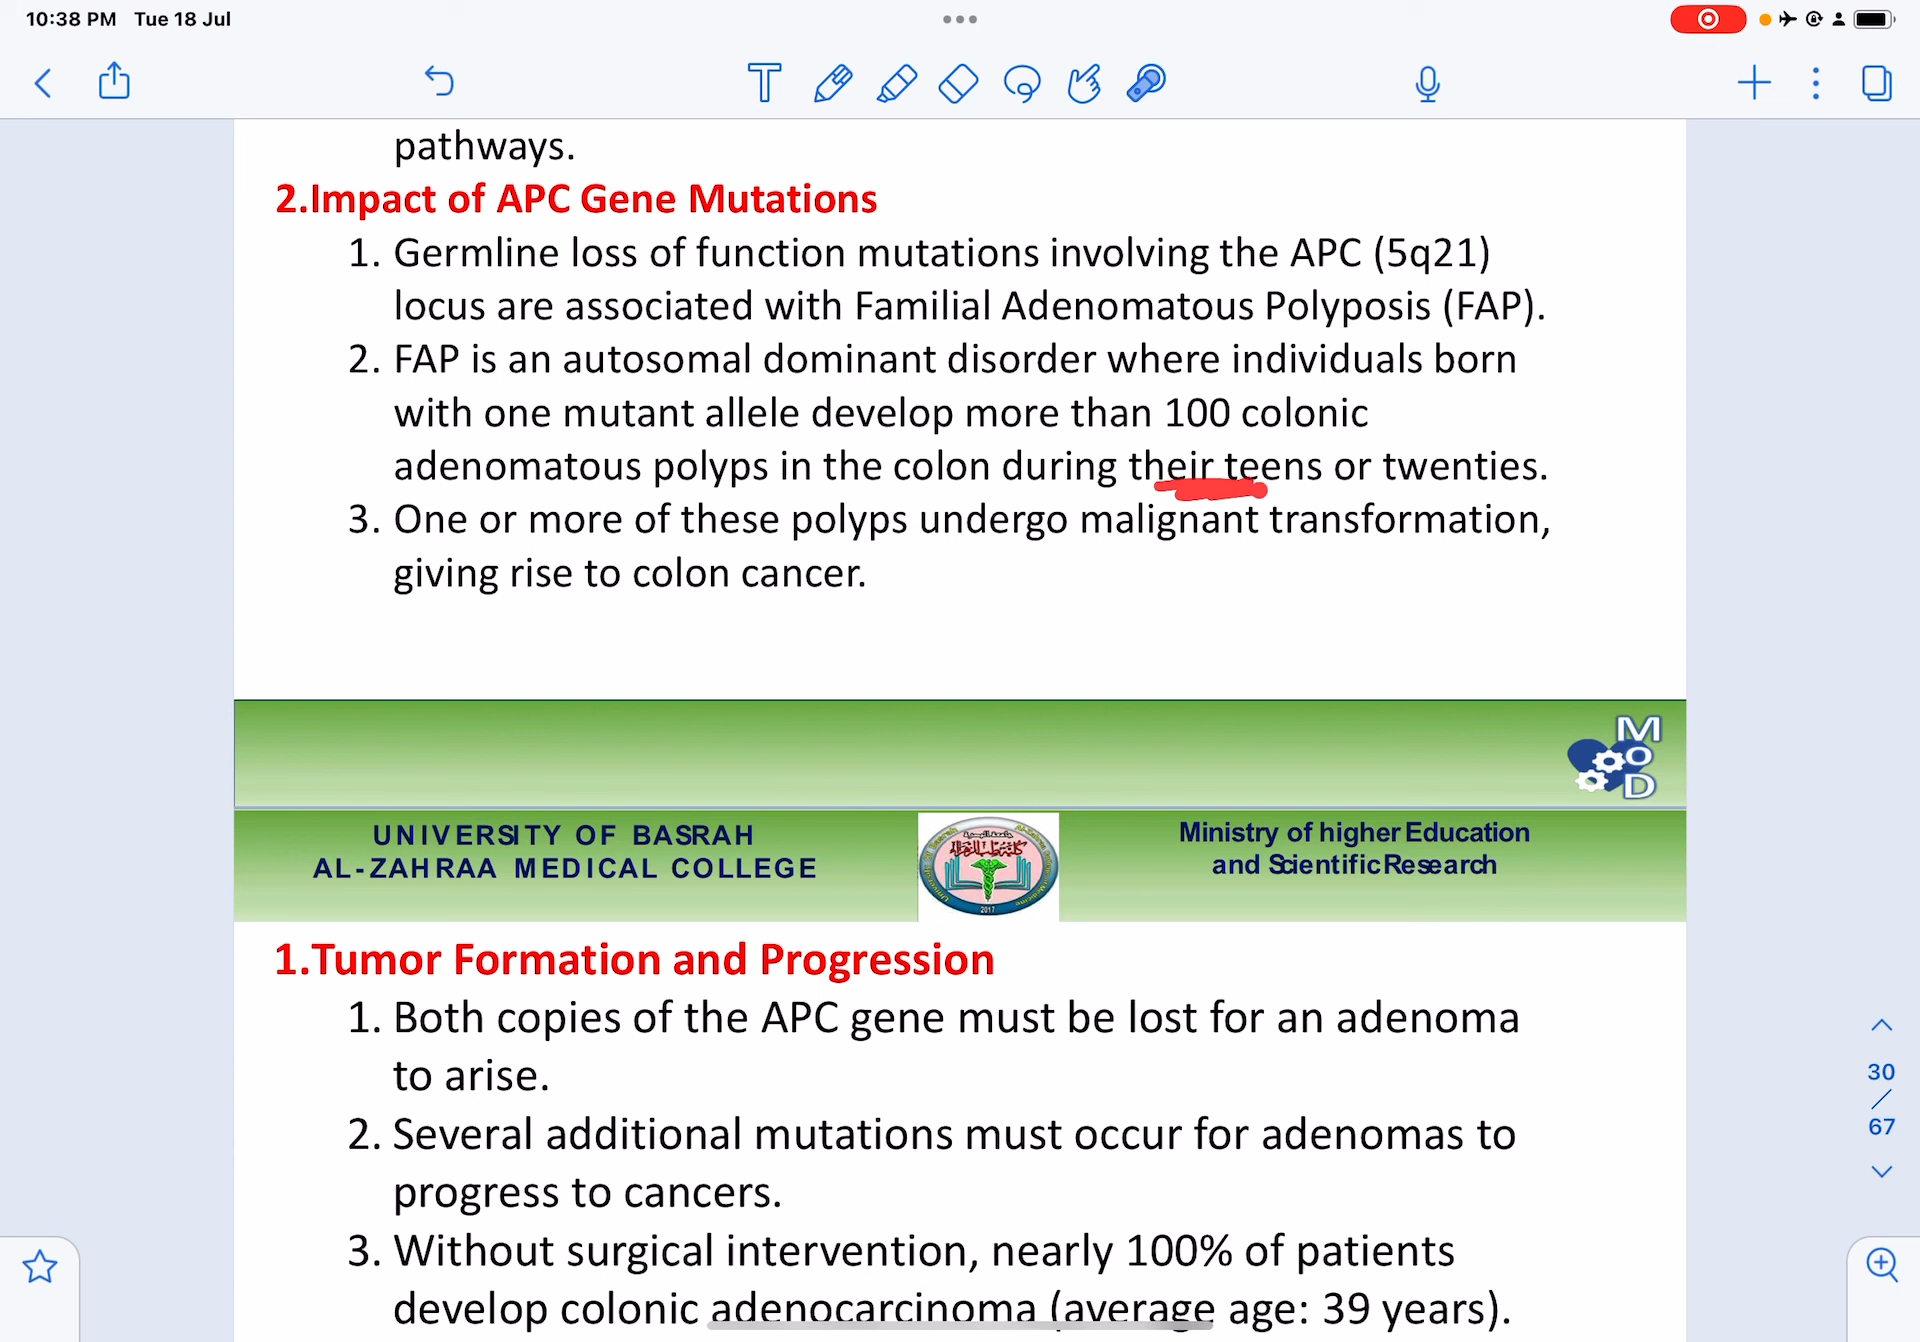 10:38 PM Tue 18 Jul
pathways.
2.Impact of APC Gene Mutations
1. Germline loss of function mutations involving the APC (5q21)
locus are associated with Familial Adenomatous Polyposis (FAP).
2. FAP is an autosomal dominant disorder where individuals born
with one mutant allele develop more than 100 colonic
adenomatous polyps in the colon during their teens or twenties.
3. One or more of these polyps undergo malignant transformation,
giving rise to colon cancer.
MOD
UNIVERSITY OF BASRAH
AL-ZAHRAA MEDICAL COLLEGE
2017
Ministry of higher Education
and Scientific Research
1.Tumor Formation and Progression
1. Both copies of the APC gene must be lost for an adenoma
to arise.
2. Several additional mutations must occur for adenomas to
progress to cancers.
3. Without surgical intervention, nearly 100% of patients
develop colonic adenocarcinoma (average age: 39 years).
30
/
67